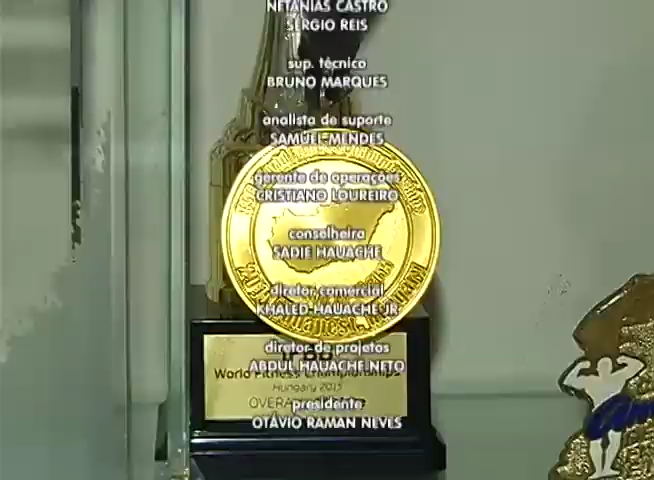 NETANIAS CASTRO
SÉRGIO REIS
sup. técnico
BRUNO MARQUES
analista de suporte
SAMUEL MENDES
gerente de operações
CRISTIANO LOUREIRO
conselheira
SADIE HAUACHE
diretor comercial
KHALED HAUACHE JR
diretor de projetos
ABDUL HAUACHE NETO
presidente
OTÁVIO RAMAN NEVES
World Fitness Championships
Hungary